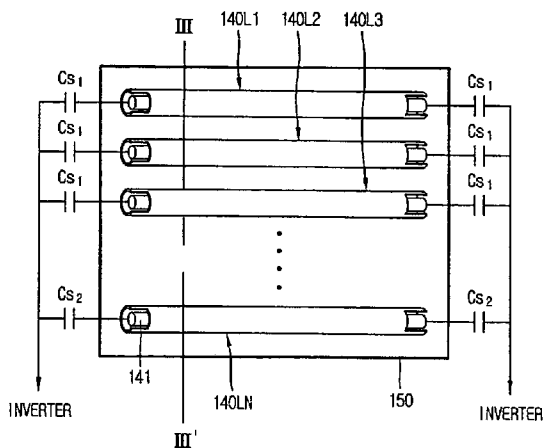 III 140L1 140L2 140L3
Cs1 Cs1
Cs1 Cs1
Cs1 Cs1
Cs2 Cs2
141 140LN 150
INVERTER INVERTER
III'